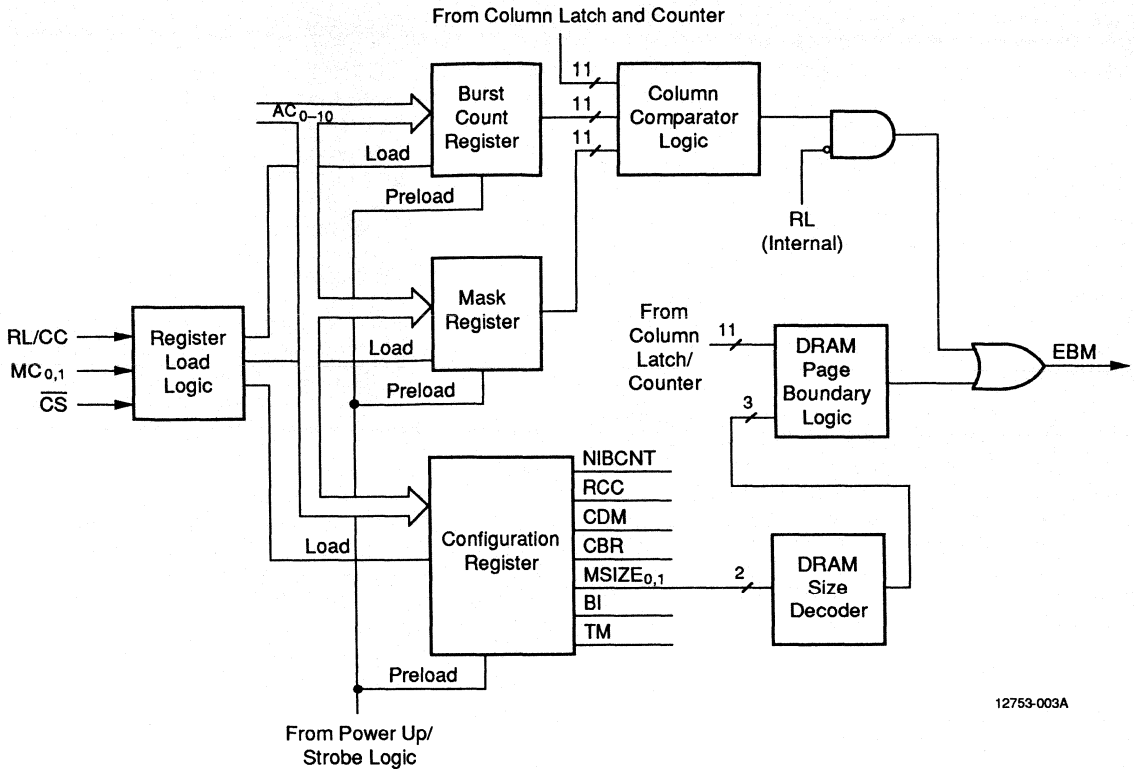 From Column Latch and Counter
11
11
11
Burst
Count
Register
Column
Comparator
Logic
AC0–10
Load
Preload
RL
(Internal)
Mask
Register
Load
Preload
RL/CC
MC0,1
CS
Register
Load
Logic
From
Column
Latch/
Counter
11
3
DRAM
Page
Boundary
Logic
EBM
Configuration
Register
Load
Preload
NIBCNT
RCC
CDM
CBR
MSIZE0,1
BI
TM
2
DRAM
Size
Decoder
From Power Up/
Strobe Logic
12753-003A